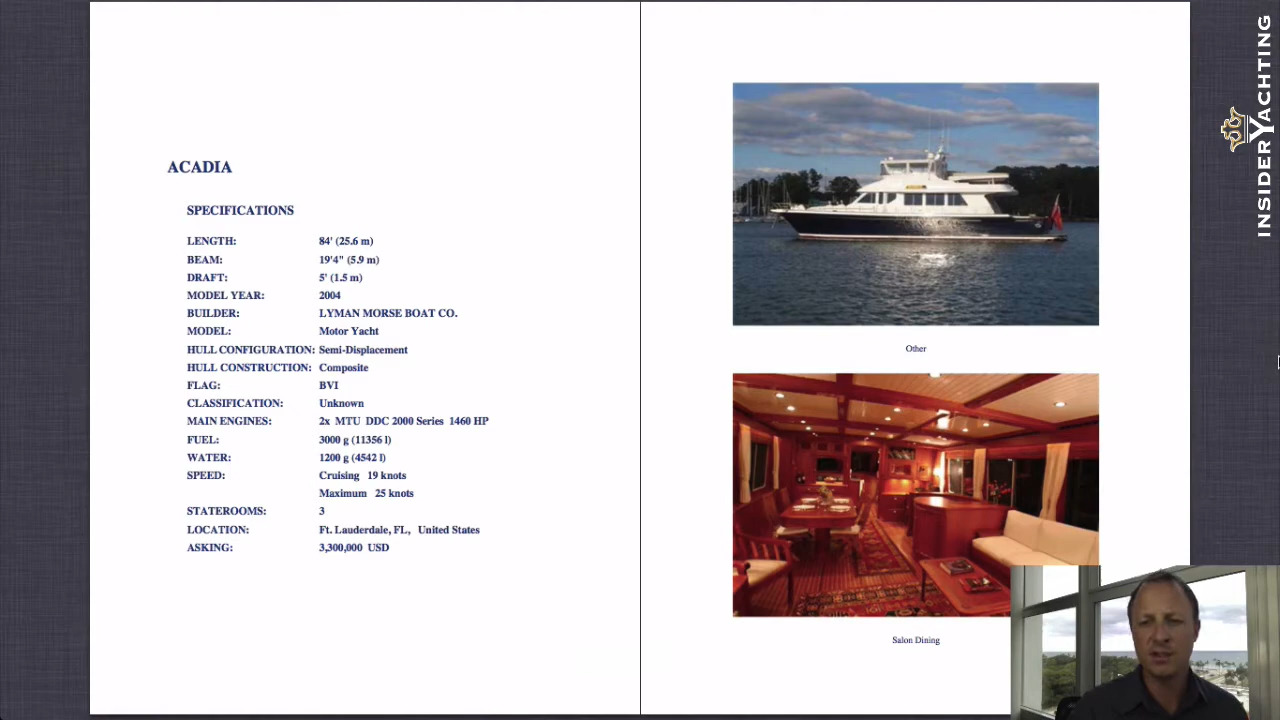 ACADIA
SPECIFICATIONS
LENGTH: 84' (25.6 m)
BEAM: 19'4" (5.9 m)
DRAFT: 5' (1.5 m)
MODEL YEAR: 2004
BUILDER: LYMAN MORSE BOAT CO.
MODEL: Motor Yacht
HULL CONFIGURATION: Semi-Displacement
HULL CONSTRUCTION: Composite
FLAG: BVI
CLASSIFICATION: Unknown
MAIN ENGINES: 2x MTU DDC 2000 Series 1460 HP
FUEL: 3000 g (11356 l)
WATER: 1200 g (4542 l)
SPEED: Cruising 19 knots
Maximum 25 knots
STATEROOMS: 3
LOCATION: Ft. Lauderdale, FL, United States
ASKING: 3,300,000 USD
Other
Salon Dining
INSIDERYACHTING